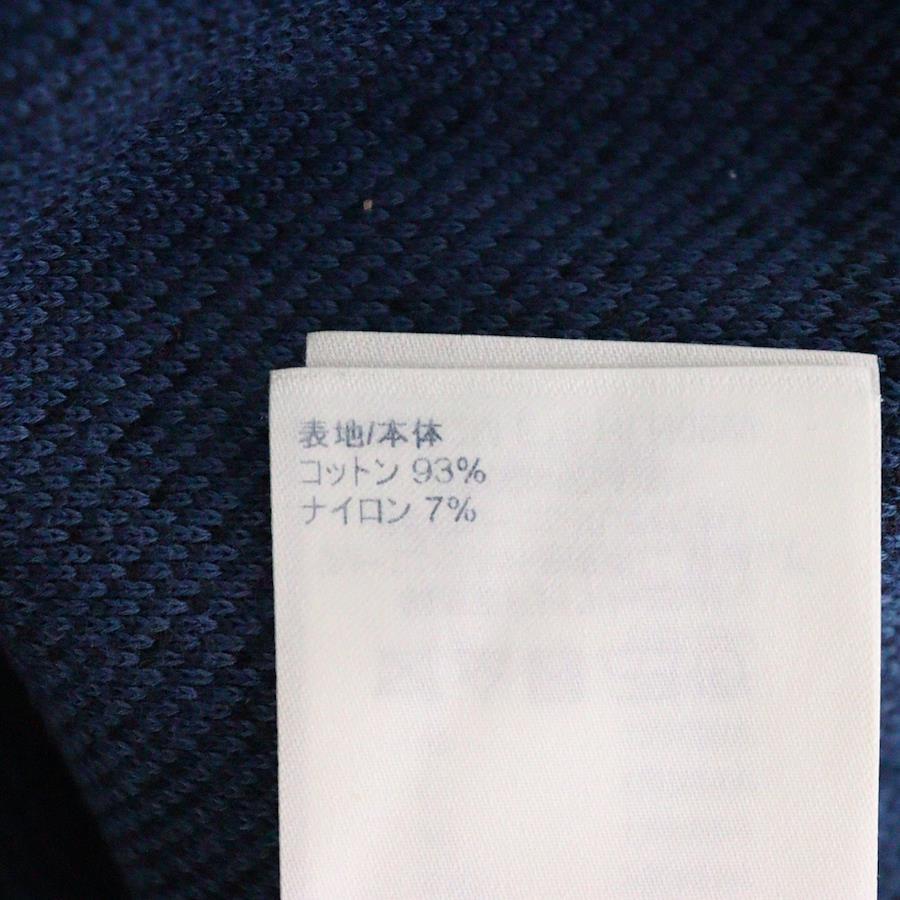 表地/本体
コットン 93%
ナイロン 7%